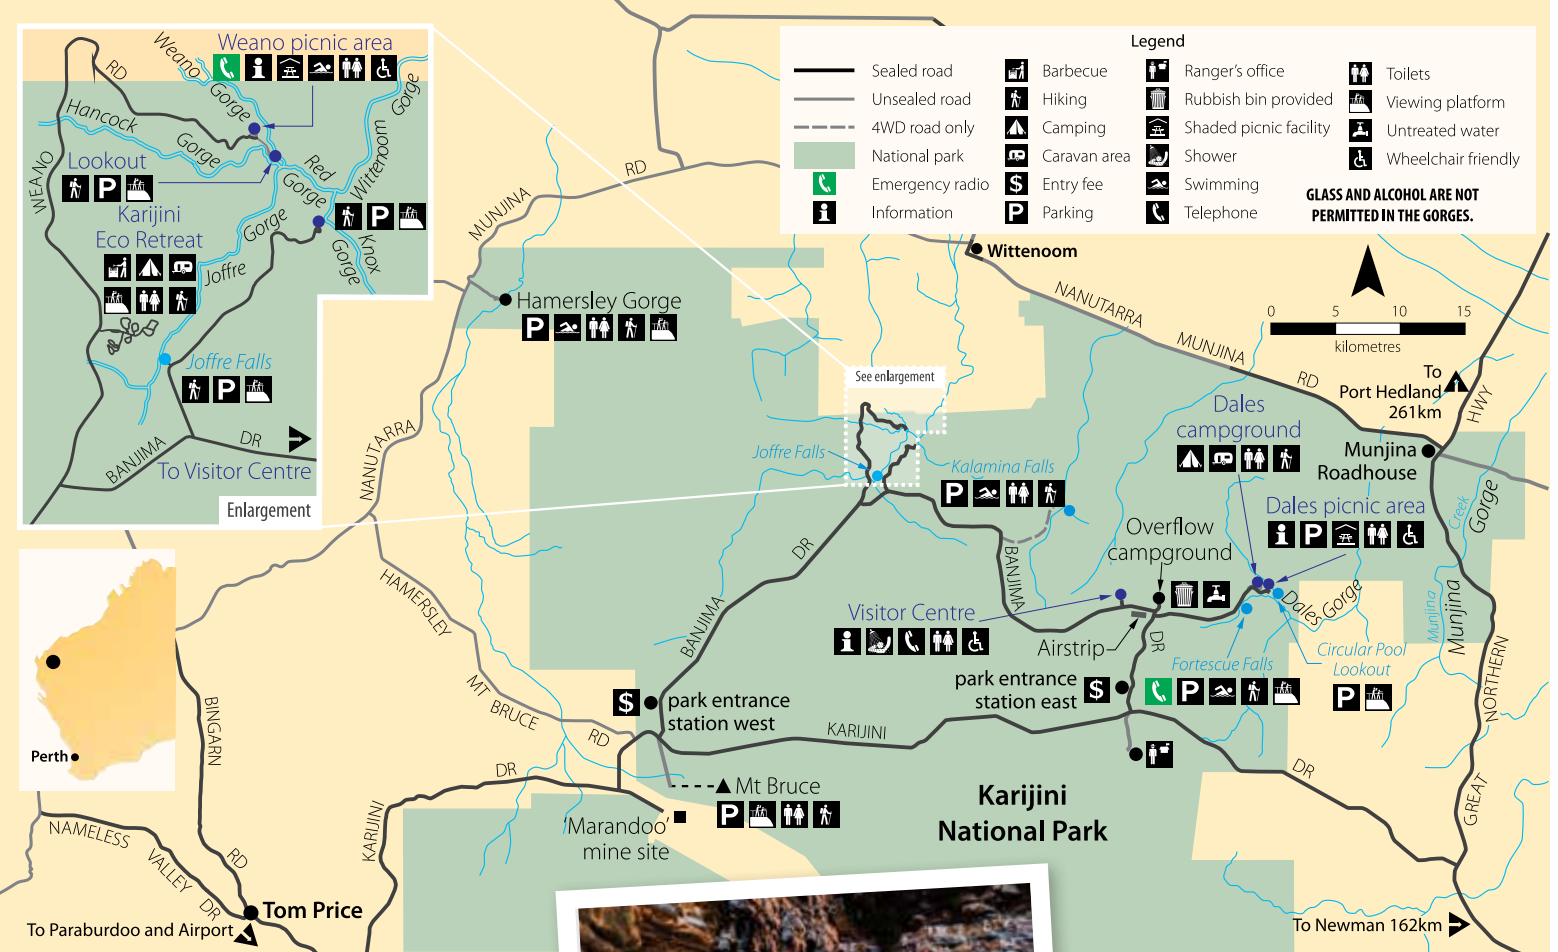 Weano picnic area
Weano
Gorge
RD
Hancock
Gorge
WEANO
Lookout
P
Red
Gorge
Wittenoom
Gorge
Karijini
Eco Retreat
Gorge
Joffre
P
Knox
Gorge
Joffre Falls
P
BANJIMA
DR
To Visitor Centre
Enlargement
Legend
Sealed road
Unsealed road
4WD road only
National park
Emergency radio
Information
Barbecue
Hiking
Camping
Caravan area
$ Entry fee
P Parking
Ranger's office
Rubbish bin provided
Shaded picnic facility
Shower
Swimming
Telephone
Toilets
Viewing platform
Untreated water
Wheelchair friendly
GLASS AND ALCOHOL ARE NOT
PERMITTED IN THE GORGES.
0 5 10 15
kilometres
MUNJINA
RD
Wittenoom
Hamersley Gorge
P
NANUTARRA
MUNJINA
RD
To
Port Hedland
261km
HWY
See enlargement
Dales
campground
Munjina
Roadhouse
NANUTARRA
Joffre Falls
Kalamina Falls
P
Dales picnic area
P
Creek
Gorge
Overflow
campground
DR
BANJIMA
HAMERSLEY
BANJIMA
Visitor Centre
Dales Gorge
Munjina
Munjina
Airstrip
DR
Circular Pool
Lookout
P
Fortescue Falls
P
park entrance
station east
$
NORTHERN
MT
BRUCE
RD
$
park entrance
station west
KARIJINI
DR
BINGARN
Perth
DR
Mt Bruce
P
Karijini
National Park
GREAT
KARIJINI
'Marandoo'
mine site
NAMELESS
VALLEY
DR
RD
Tom Price
To Paraburdoo and Airport
To Newman 162km